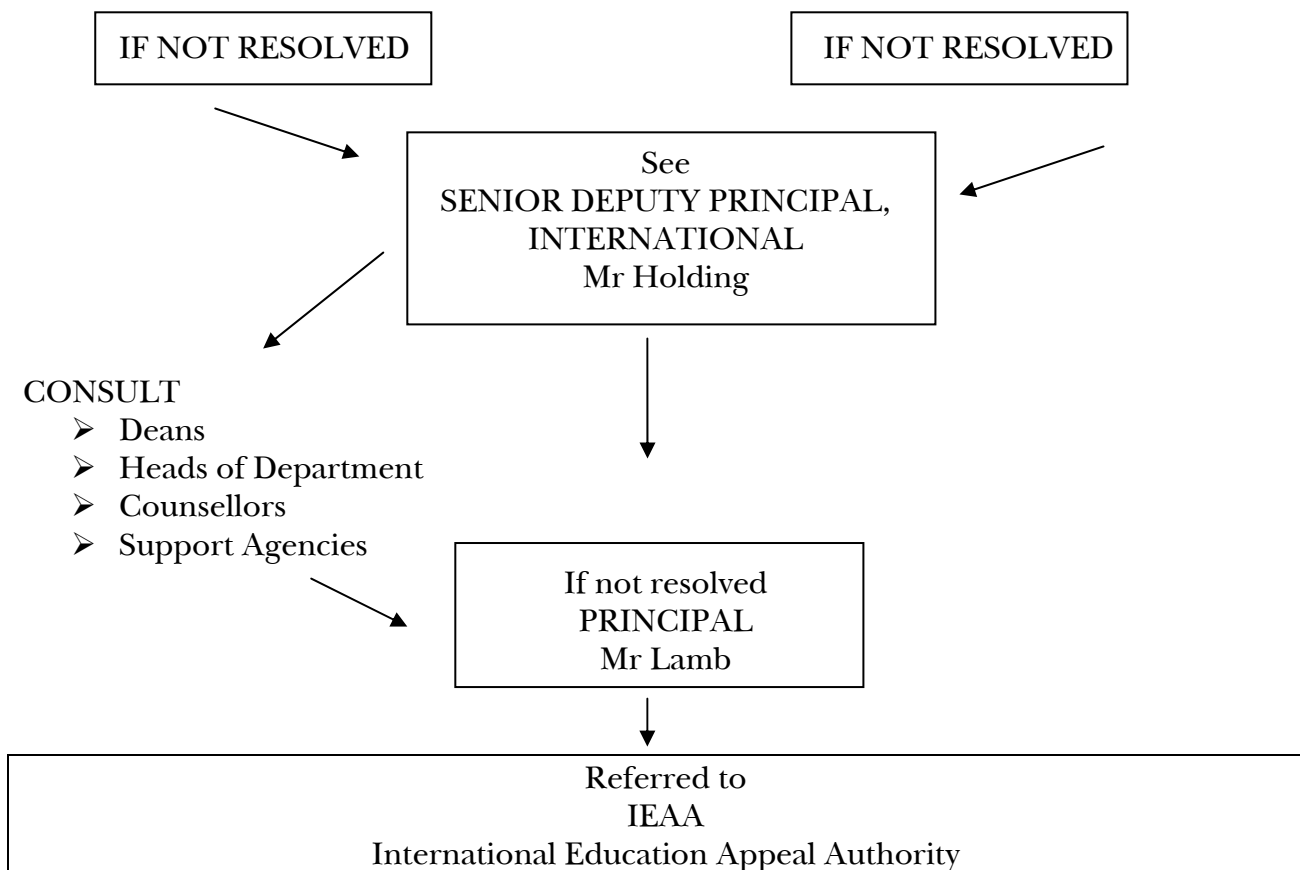 IF NOT RESOLVED
IF NOT RESOLVED
See
SENIOR DEPUTY PRINCIPAL,
INTERNATIONAL
Mr Holding
CONSULT
➢ Deans
➢ Heads of Department
➢ Counsellors
➢ Support Agencies
If not resolved
PRINCIPAL
Mr Lamb
Referred to
IEAA
International Education Appeal Authority